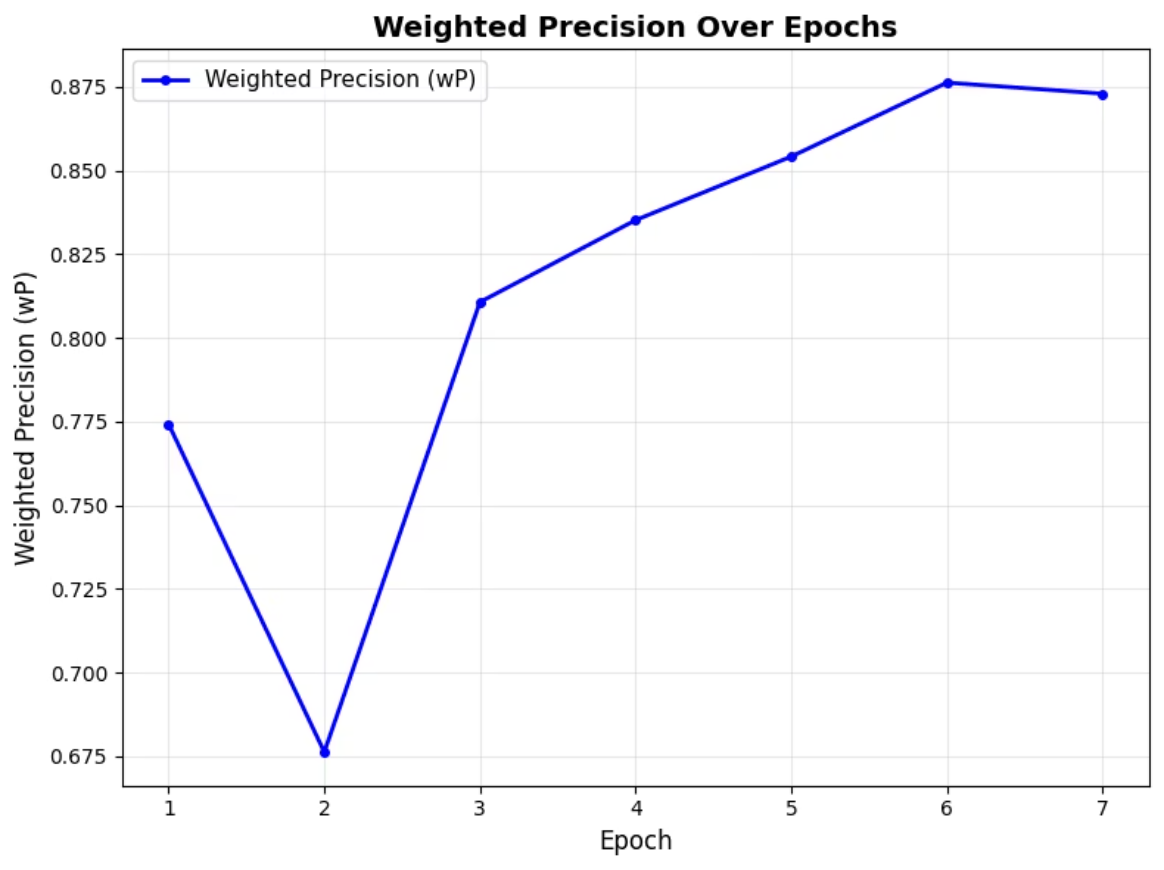 Weighted Precision Over Epochs
Weighted Precision (wP)
0.875
0.850
0.825
0.800
0.775
0.750
0.725
0.700
0.675
Weighted Precision (wP)
1 2 3 4 5 6 7
Epoch